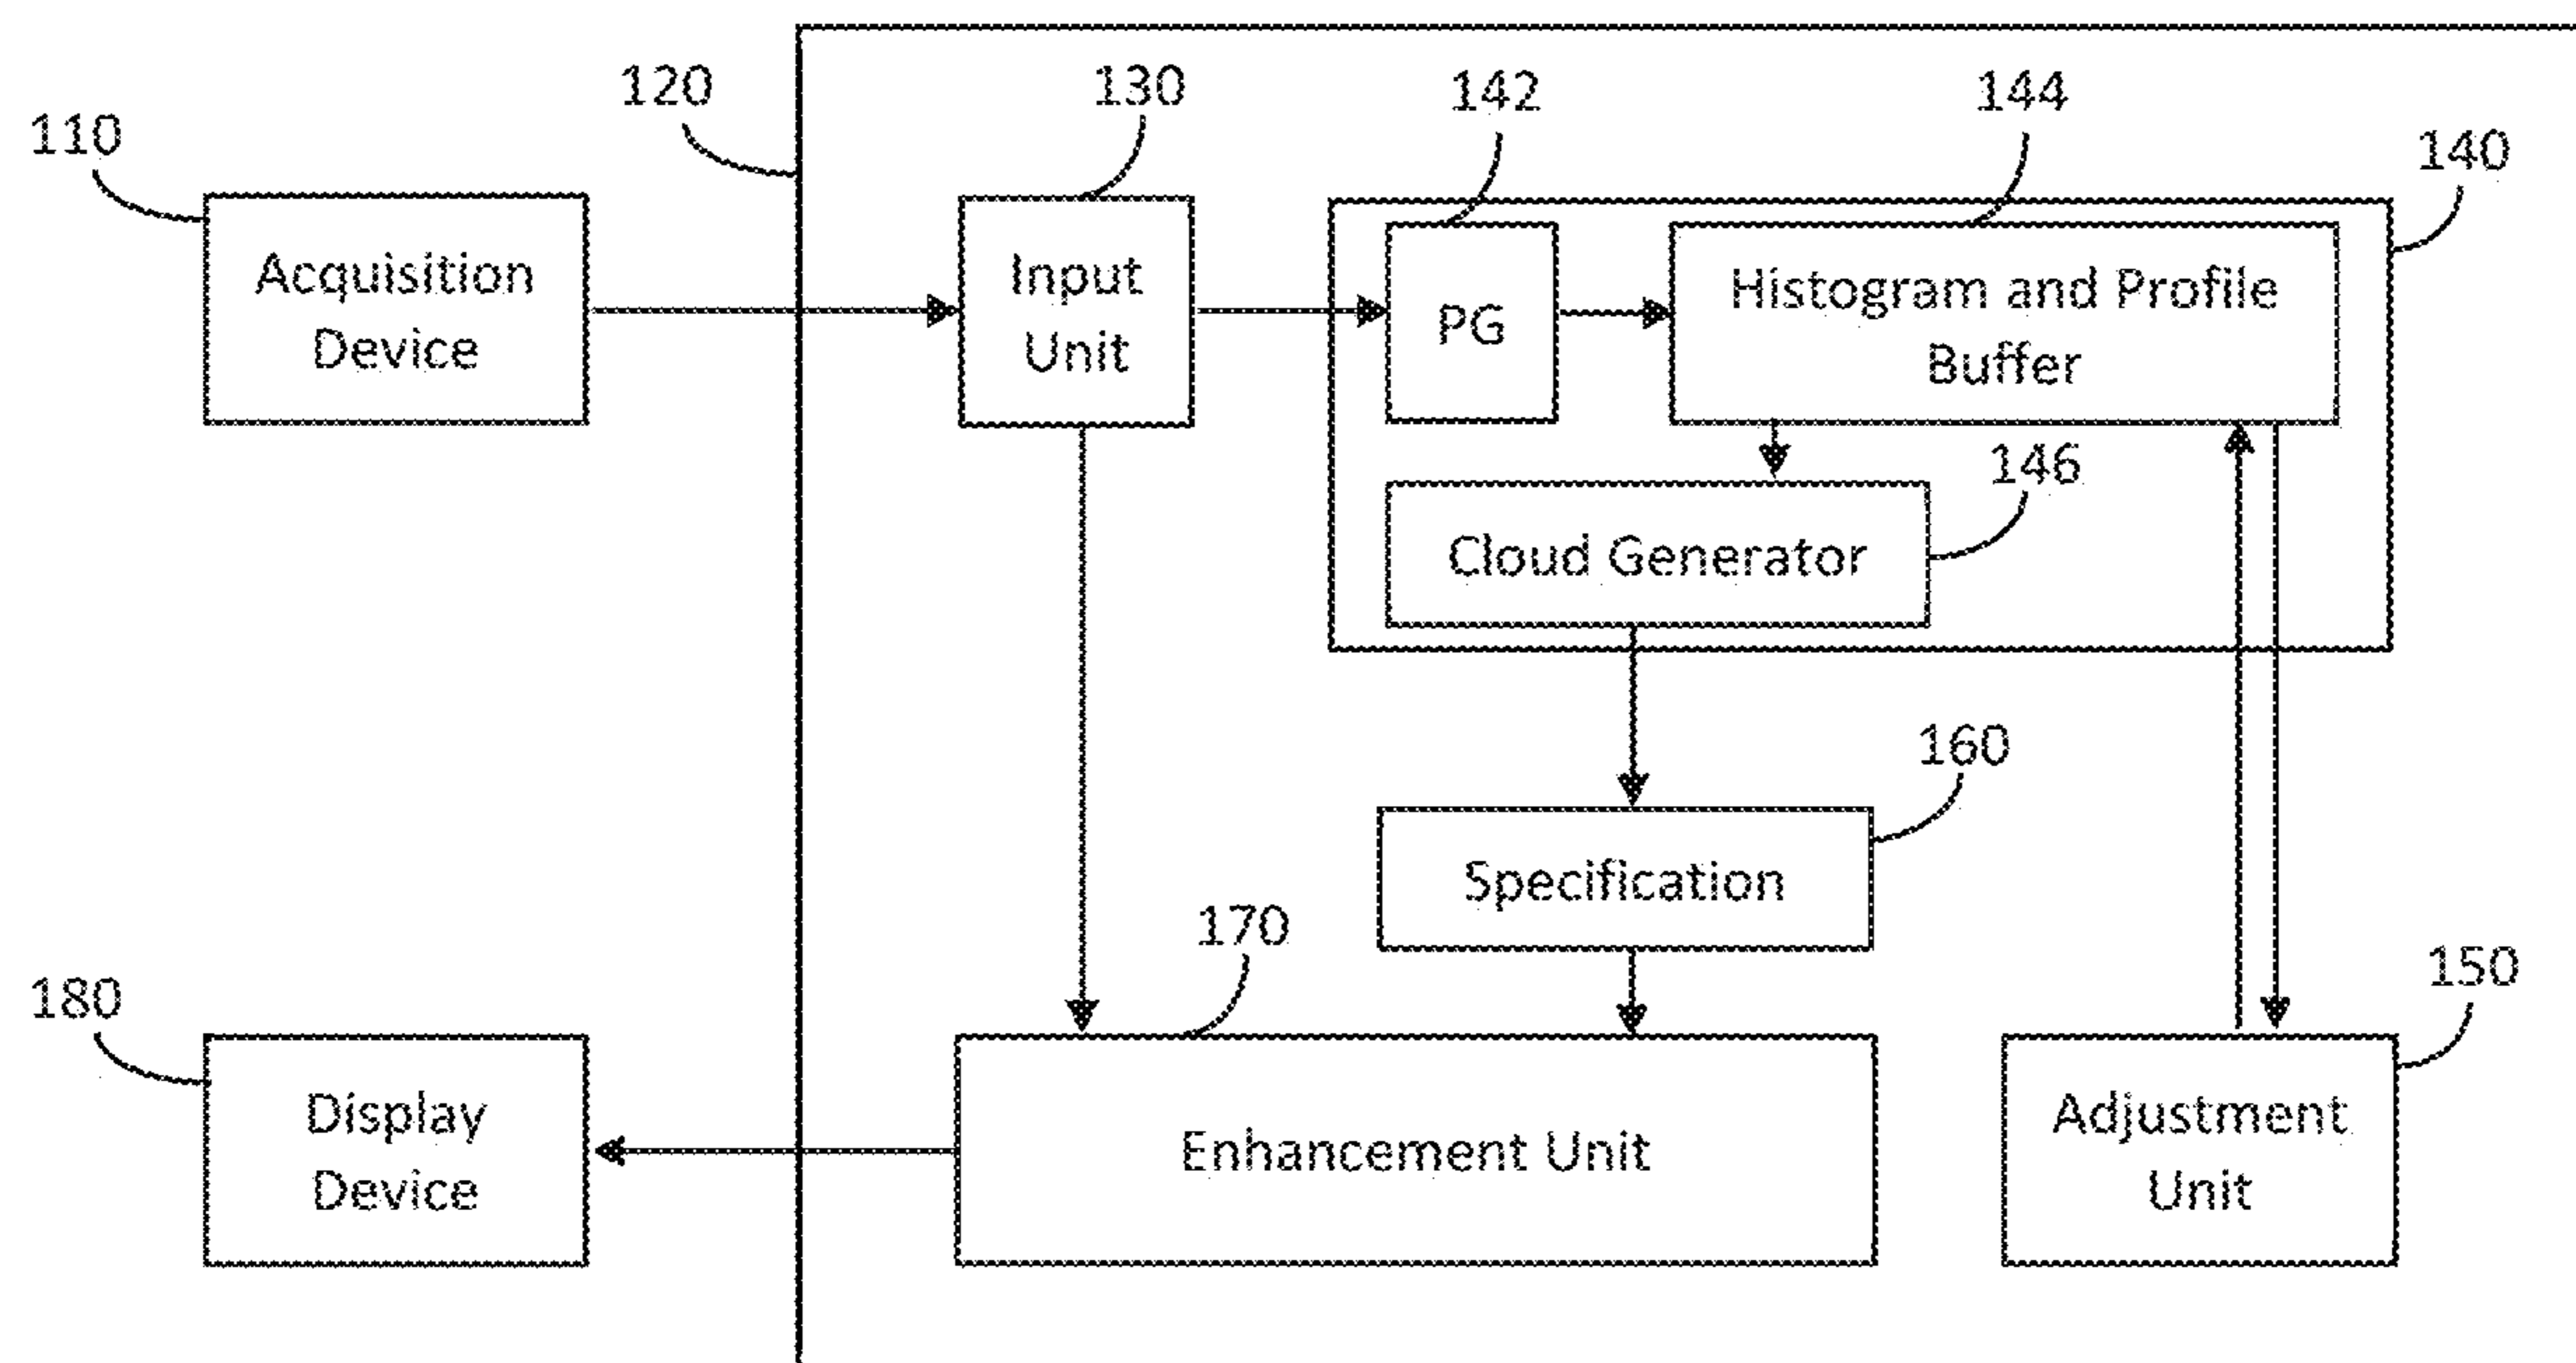 120
130
142
144
110
140
Acquisition
Device
Input
Unit
PG
Histogram and Profile
Buffer
146
Cloud Generator
160
Specification
170
180
150
Display
Device
Enhancement Unit
Adjustment
Unit